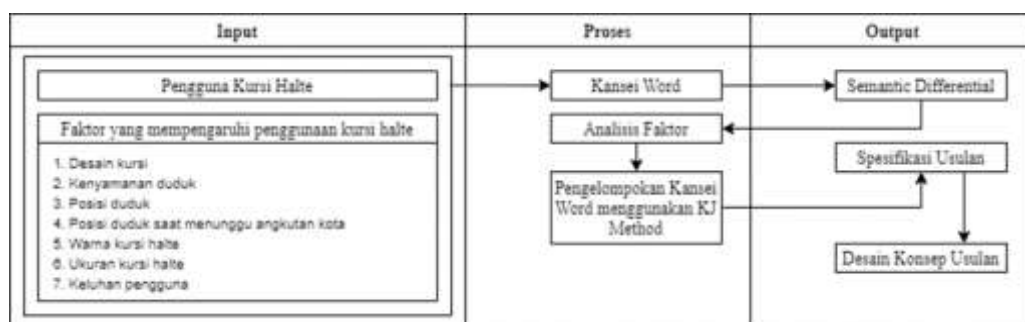 Input
Proses
Output
Pengguna Kursi Halte
Kansei Word
Semantic Differential
Faktor yang mempengaruhi penggunaan kursi halte
1. Desain kursi
2. Kenyamanan duduk
3. Posisi duduk
4. Posisi duduk saat menunggu angkutan kota
5. Warna kursi halte
6. Ukuran kursi halte
7. Keluhan pengguna
Analisis Faktor
Pengelompokan Kansei
Word menggunakan KJ
Method
Spesifikasi Usulan
Desain Konsep Usulan